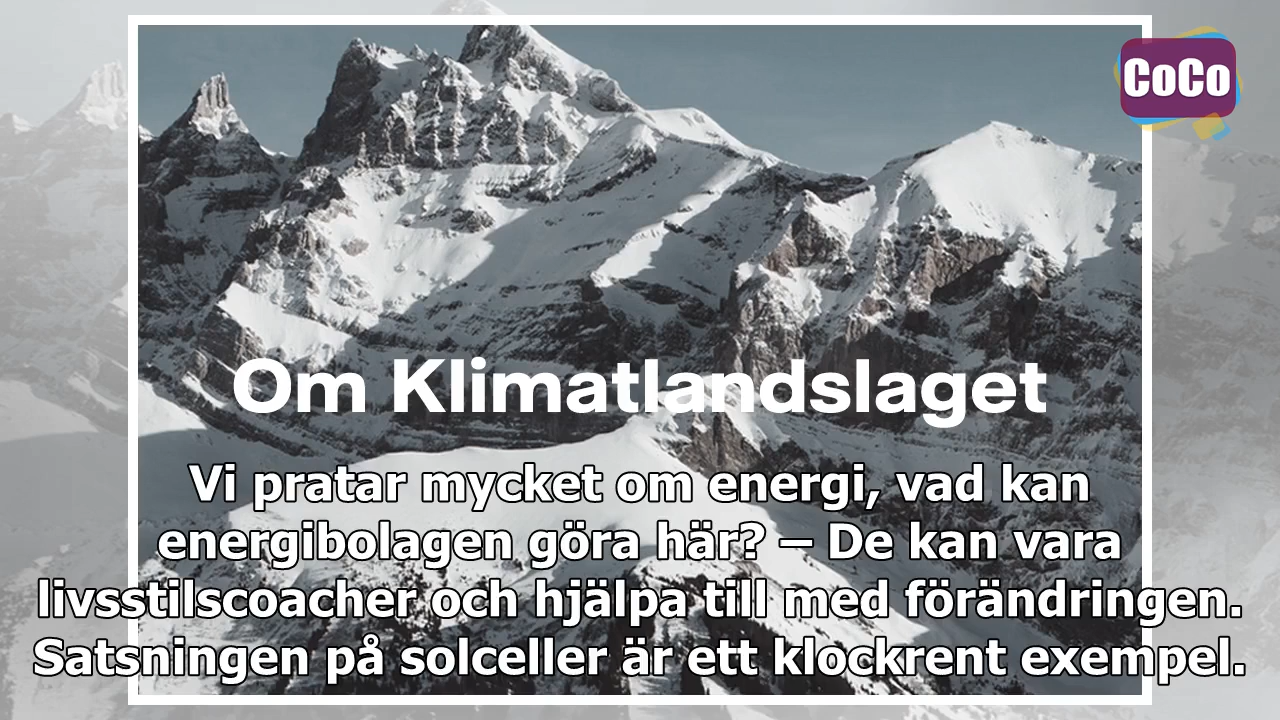 CoCo
Om Klimatlandslaget
Vi pratar mycket om energi, vad kan
energibolagen göra här? – De kan vara
livsstilscoacher och hjälpa till med förändringen.
Satsningen på solceller är ett klockrent exempel.